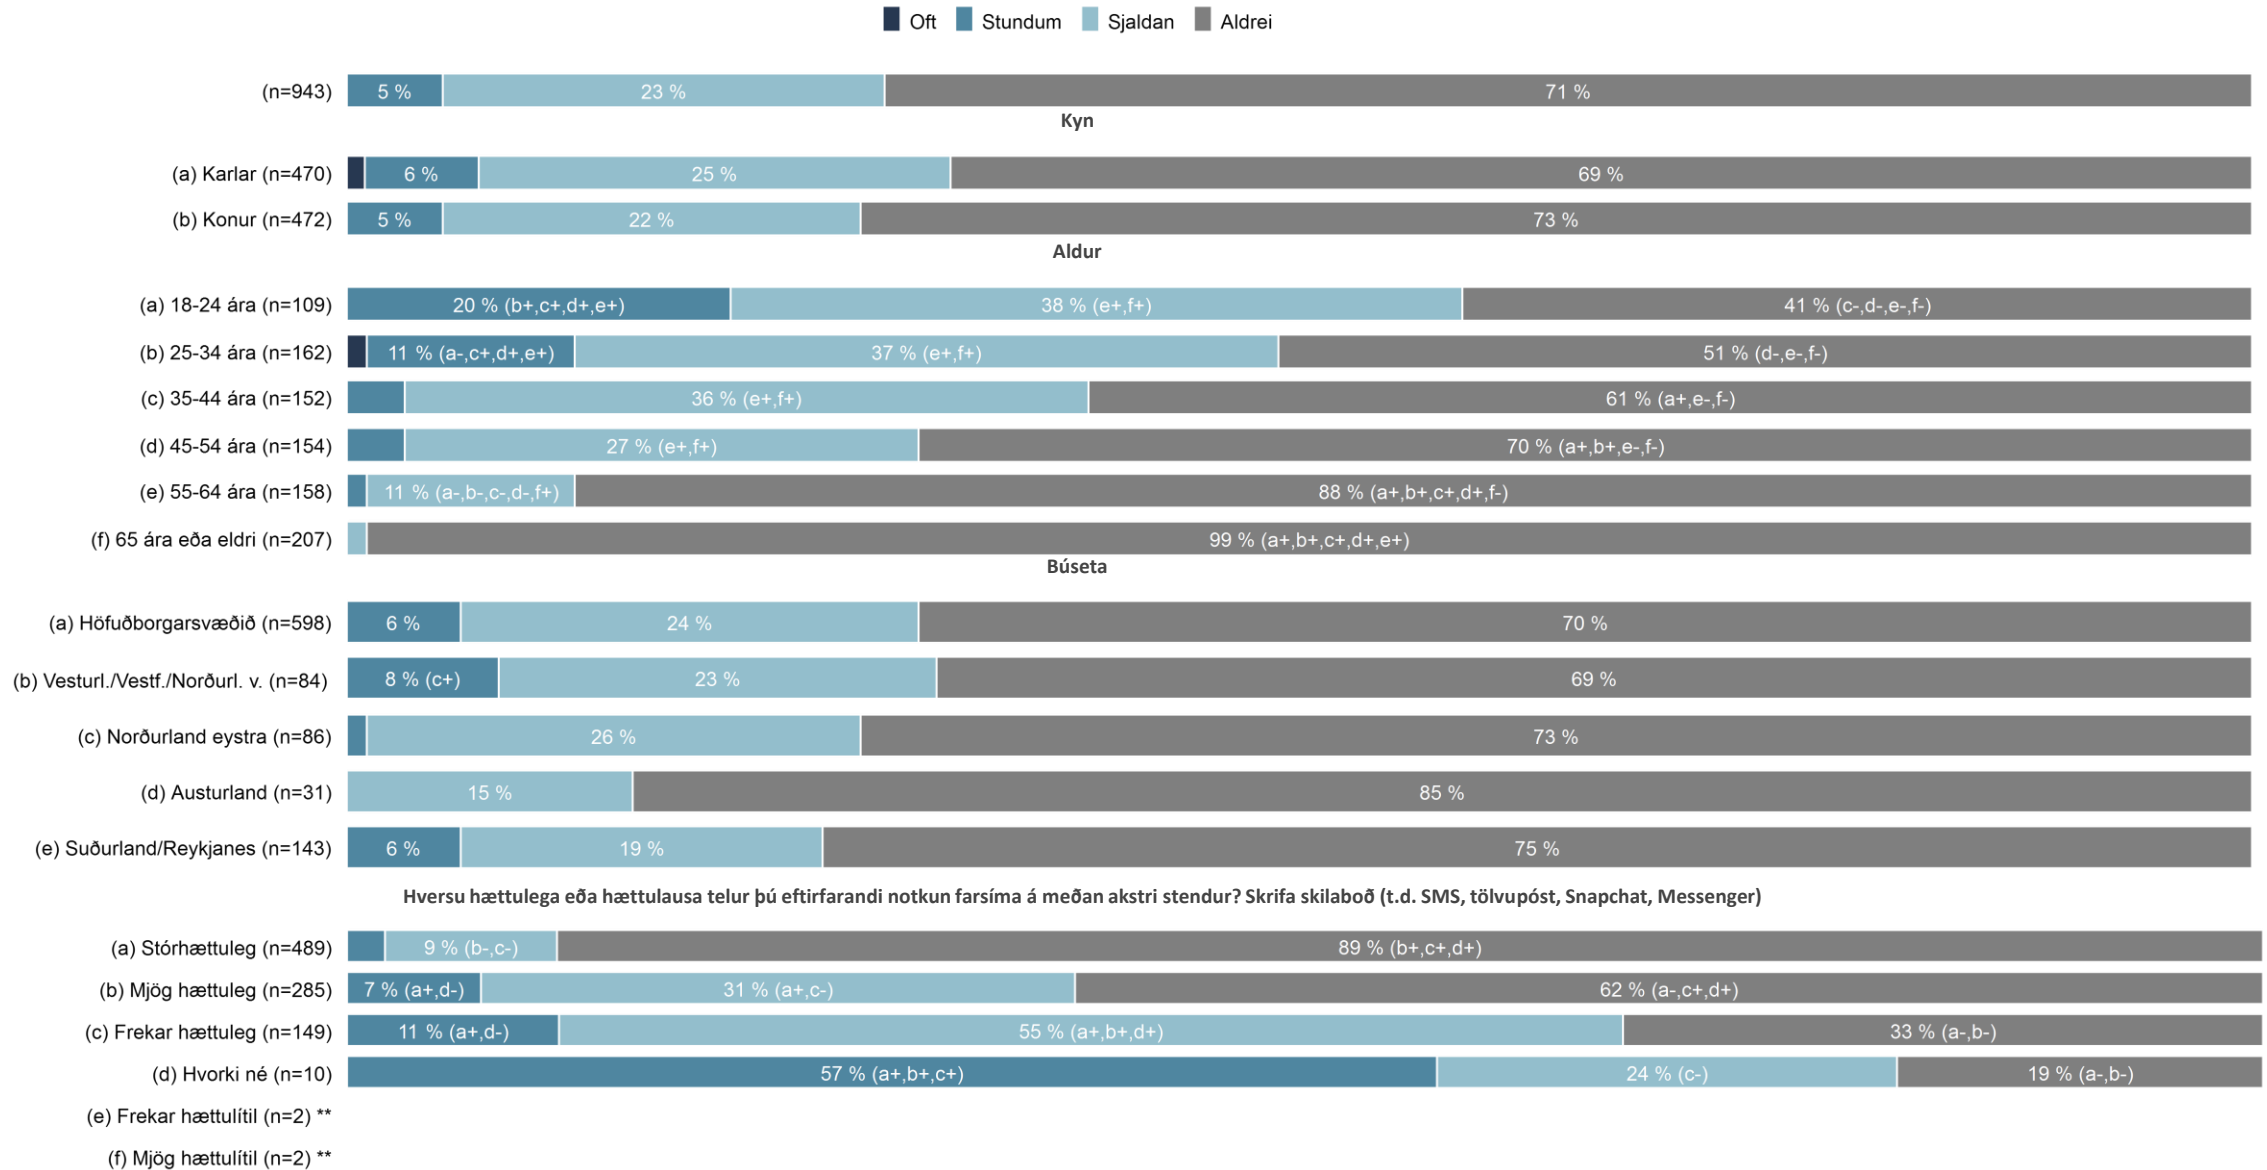 Oft Stundum Sjaldan Aldrei
(n=943) 5 % 23 % 71 %
Kyn
(a) Karlar (n=470) 6 % 25 % 69 %
(b) Konur (n=472) 5 % 22 % 73 %
Aldur
(a) 18-24 ára (n=109) 20 % (b+,c+,d+,e+) 38 % (e+,f+) 41 % (c-,d-,e-,f-)
(b) 25-34 ára (n=162) 11 % (a-,c+,d+,e+) 37 % (e+,f+) 51 % (d-,e-,f-)
(c) 35-44 ára (n=152) 36 % (e+,f+) 61 % (a+,e-,f-)
(d) 45-54 ára (n=154) 27 % (e+,f+) 70 % (a+,b+,e-,f-)
(e) 55-64 ára (n=158) 11 % (a-,b-,c-,d-,f+) 88 % (a+,b+,c+,d+,f-)
(f) 65 ára eða eldri (n=207) 99 % (a+,b+,c+,d+,e+)
Búseta
(a) Höfuðborgarsvæðið (n=598) 6 % 24 % 70 %
(b) Vesturl./Vestf./Norðurl. v. (n=84) 8 % (c+) 23 % 69 %
(c) Norðurland eystra (n=86) 26 % 73 %
(d) Austurland (n=31) 15 % 85 %
(e) Suðurland/Reykjanes (n=143) 6 % 19 % 75 %
Hversu hættulega eða hættulausa telur þú eftirfarandi notkun farsíma á meðan akstri stendur? Skrifa skilaboð (t.d. SMS, tölvupóst, Snapchat, Messenger)
(a) Stórhættuleg (n=489) 9 % (b-,c-) 89 % (b+,c+,d+)
(b) Mjög hættuleg (n=285) 7 % (a+,d-) 31 % (a+,c-) 62 % (a-,c+,d+)
(c) Frekar hættuleg (n=149) 11 % (a+,d-) 55 % (a+,b+,d+) 33 % (a-,b-)
(d) Hvorki né (n=10) 57 % (a+,b+,c+) 24 % (c-) 19 % (a-,b-)
(e) Frekar hættulítil (n=2) **
(f) Mjög hættulítil (n=2) **